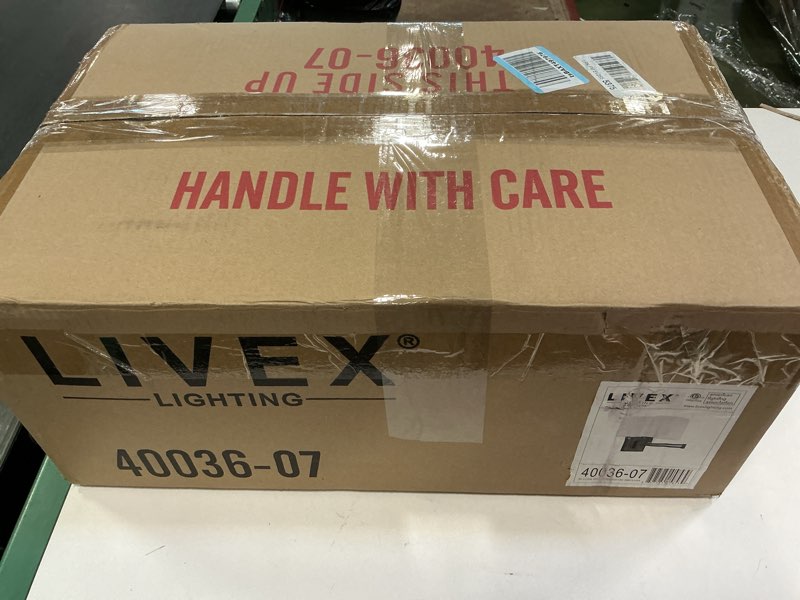 40036-07
THIS SIDE UP
HANDLE WITH CARE
LIVEX®
LIGHTING
40036-07
LIVEX
40036-07